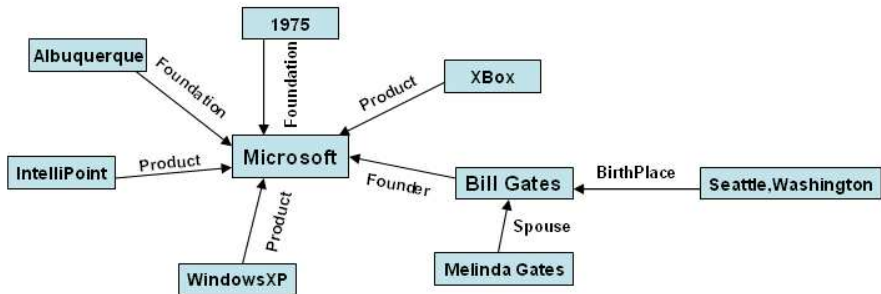 1975
Albuquerque
Foundation
Foundation
XBox
Product
Microsoft
IntelliPoint
Product
Founder
Bill Gates
BirthPlace
Seattle,Washington
Product
Spouse
WindowsXP
Melinda Gates